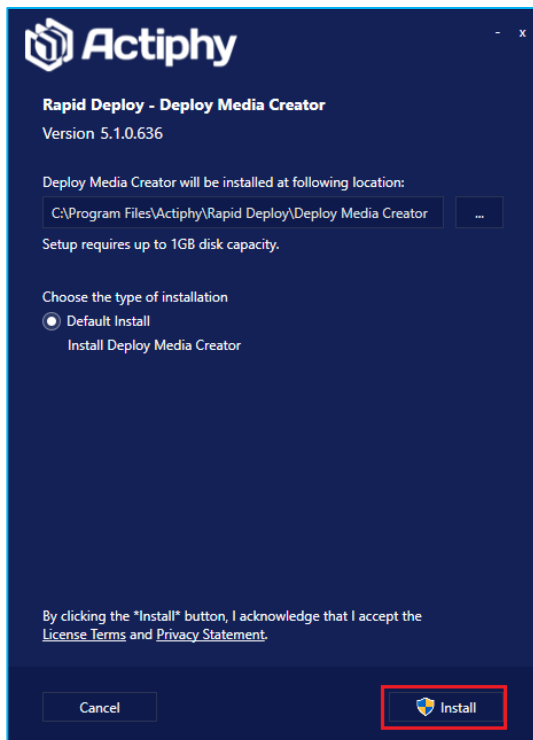 Actiphy
- x
Rapid Deploy - Deploy Media Creator
Version 5.1.0.636
Deploy Media Creator will be installed at following location:
C:\Program Files\Actiphy\Rapid Deploy\Deploy Media Creator ...
Setup requires up to 1GB disk capacity.
Choose the type of installation
Default Install
Install Deploy Media Creator
By clicking the *Install* button, I acknowledge that I accept the
License Terms and Privacy Statement.
Cancel Install